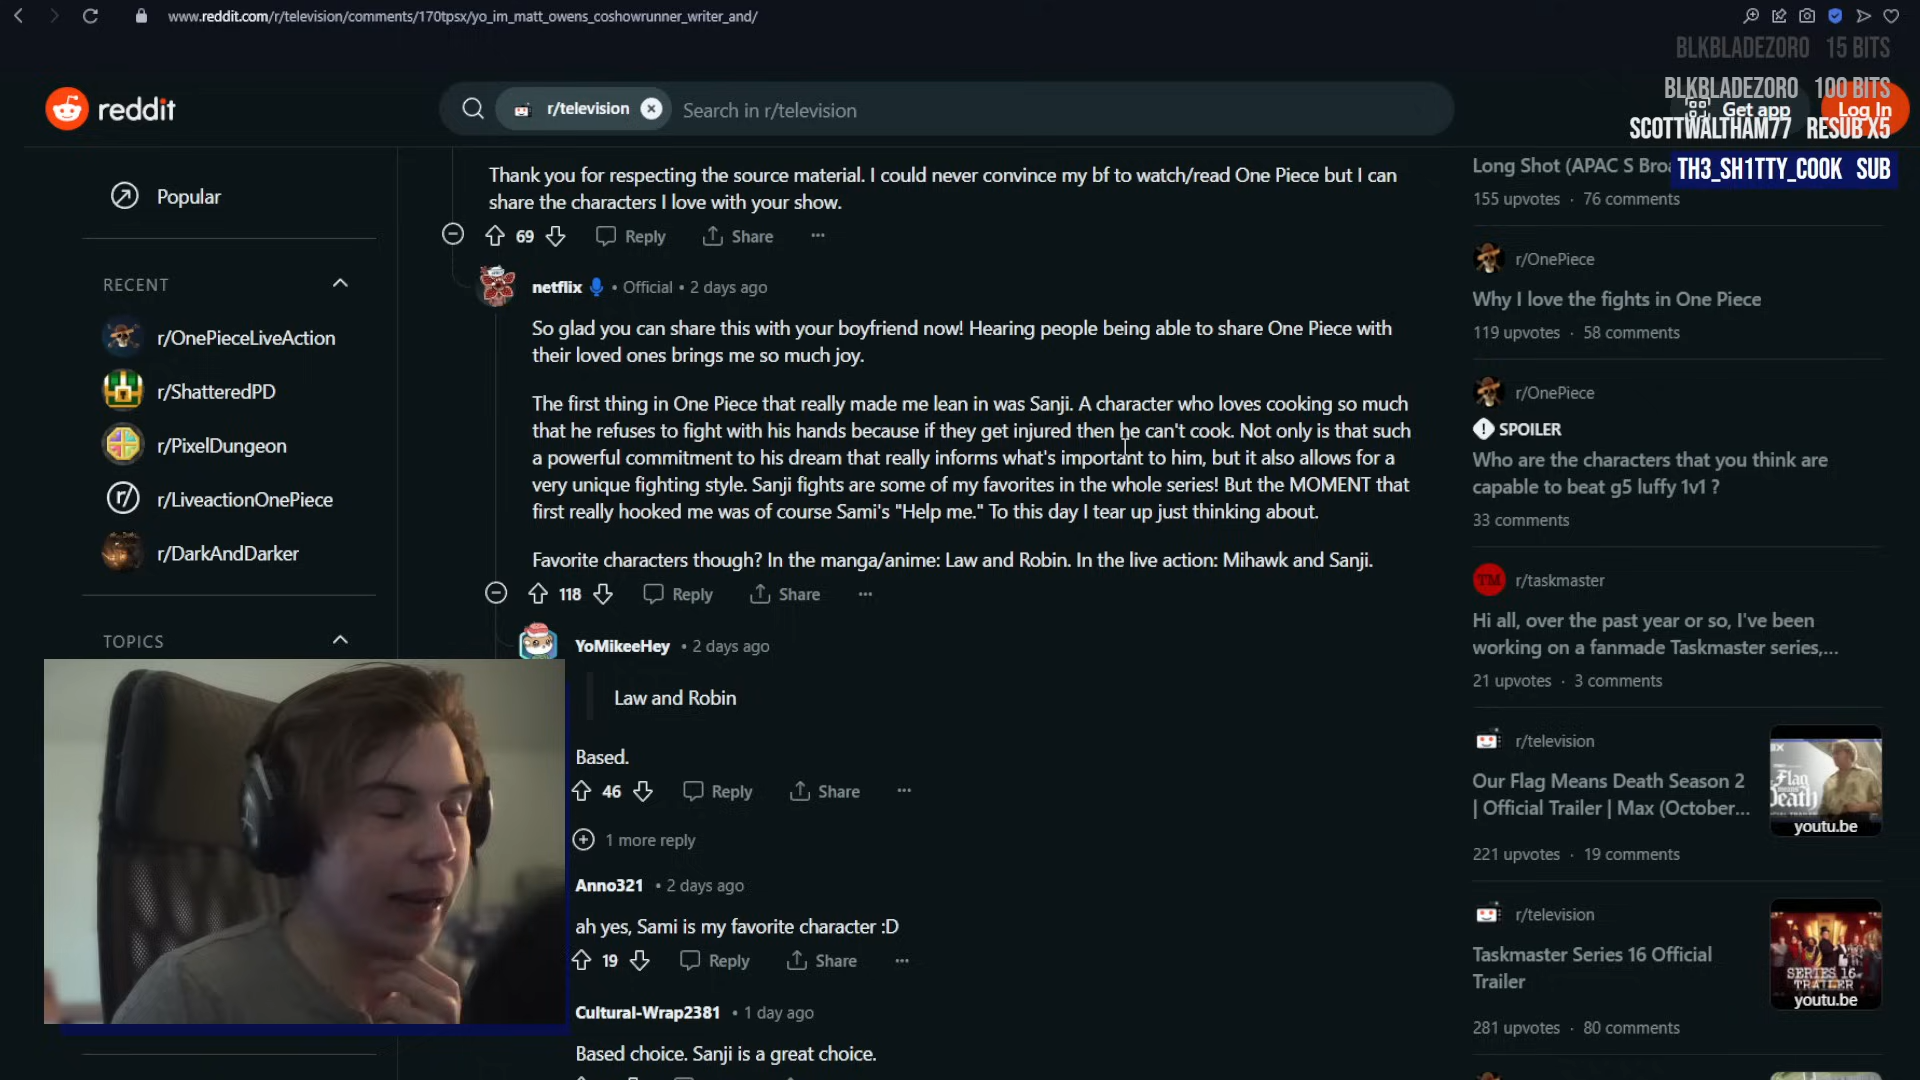 www.reddit.com/r/television/comments/170tpsx/yo_im_matt_owens_coshowrunner_writer_and/
BLKBLADEZORO 15 BITS
BLKBLADEZORO 100 BITS
reddit
r/television
Search in r/television
Get app
Log In
SCOTTWALTHAM77 RESUB X5
TH3_SH1TTY_COOK SUB
Popular
RECENT
r/OnePieceLiveAction
r/ShatteredPD
r/PixelDungeon
r/LiveactionOnePiece
r/DarkAndDarker
TOPICS
Thank you for respecting the source material. I could never convince my bf to watch/read One Piece but I can
share the characters I love with your show.
69 Reply Share
netflix • Official • 2 days ago
So glad you can share this with your boyfriend now! Hearing people being able to share One Piece with
their loved ones brings me so much joy.
The first thing in One Piece that really made me lean in was Sanji. A character who loves cooking so much
that he refuses to fight with his hands because if they get injured then he can't cook. Not only is that such
a powerful commitment to his dream that really informs what's important to him, but it also allows for a
very unique fighting style. Sanji fights are some of my favorites in the whole series! But the MOMENT that
first really hooked me was of course Sami's "Help me." To this day I tear up just thinking about.
Favorite characters though? In the manga/anime: Law and Robin. In the live action: Mihawk and Sanji.
118 Reply Share
YoMikeeHey • 2 days ago
Law and Robin
Based.
46 Reply Share
1 more reply
Anno321 • 2 days ago
ah yes, Sami is my favorite character :D
19 Reply Share
Cultural-Wrap2381 • 1 day ago
Based choice. Sanji is a great choice.
Long Shot (APAC S Bro
155 upvotes · 76 comments
r/OnePiece
Why I love the fights in One Piece
119 upvotes · 58 comments
r/OnePiece
SPOILER
Who are the characters that you think are
capable to beat g5 luffy 1v1 ?
33 comments
TM
r/taskmaster
Hi all, over the past year or so, I've been
working on a fanmade Taskmaster series,...
21 upvotes · 3 comments
r/television
Our Flag Means Death Season 2
| Official Trailer | Max (October...
Flag
means
Death
youtu.be
221 upvotes · 19 comments
r/television
Taskmaster Series 16 Official
Trailer
SERIES 16
TRAILER
youtu.be
281 upvotes · 80 comments